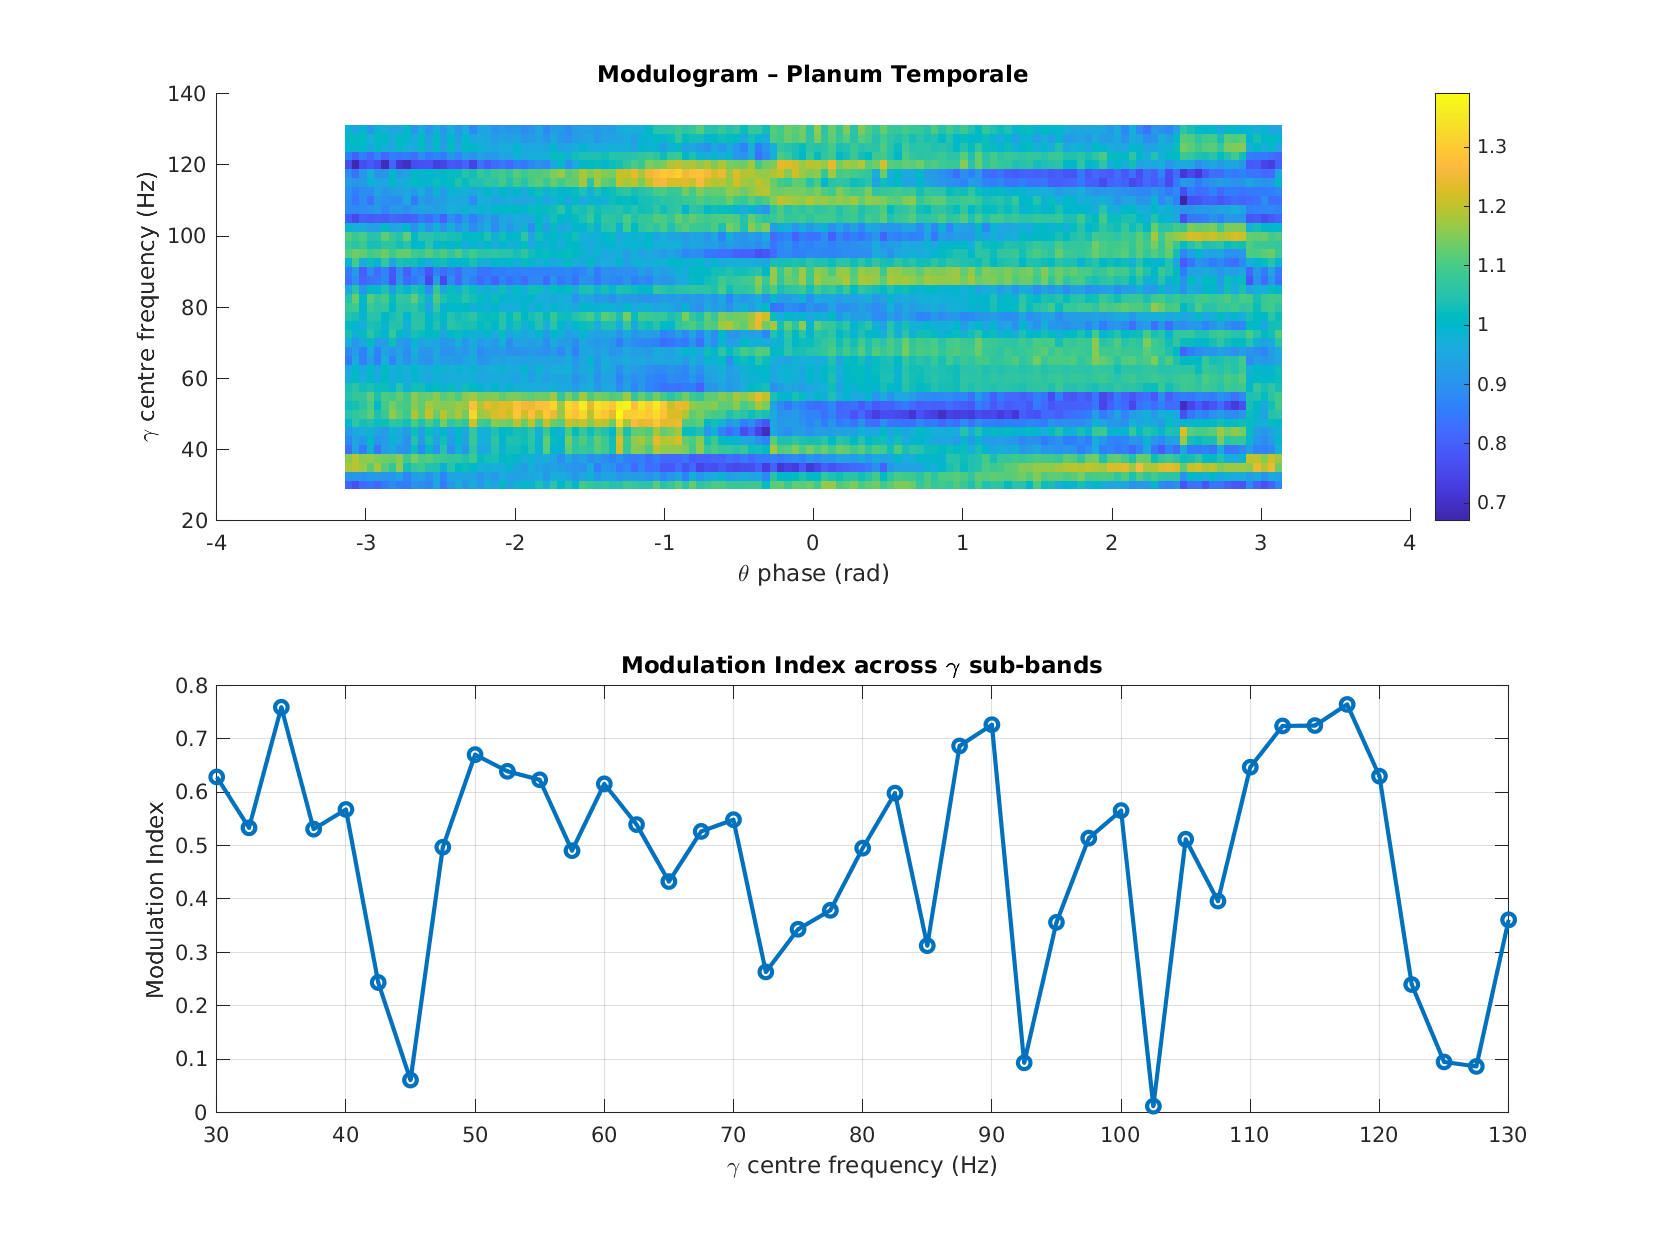 Modulogram – Planum Temporale
140
120
100
80
60
40
20
γ centre frequency (Hz)
-4 -3 -2 -1 0 1 2 3 4
θ phase (rad)
1.3
1.2
1.1
1
0.9
0.8
0.7
Modulation Index across γ sub-bands
0.8
0.7
0.6
0.5
0.4
0.3
0.2
0.1
0
Modulation Index
30 40 50 60 70 80 90 100 110 120 130
γ centre frequency (Hz)